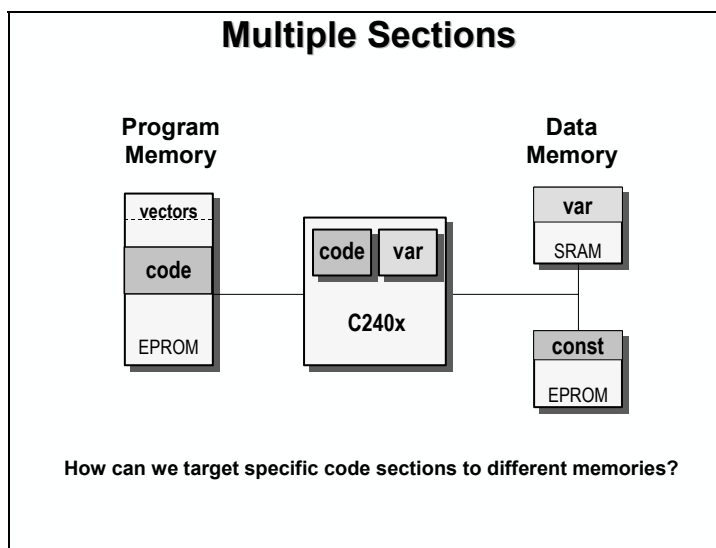 Multiple Sections
Program
Memory
Data
Memory
vectors
code
EPROM
code
var
C240x
var
SRAM
const
EPROM
How can we target specific code sections to different memories?